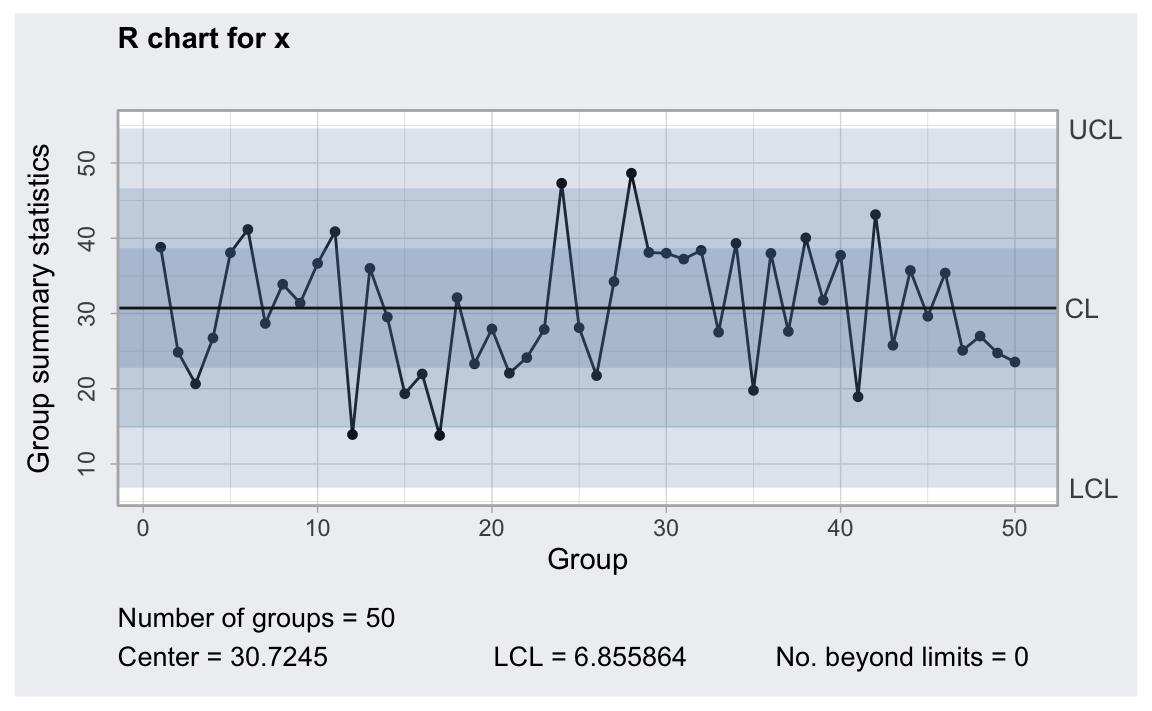 R chart for x
UCL
Group summary statistics
50
40
30
20
10
CL
LCL
0 10 20 30 40 50
Group
Number of groups = 50
Center = 30.7245 LCL = 6.855864 No. beyond limits = 0